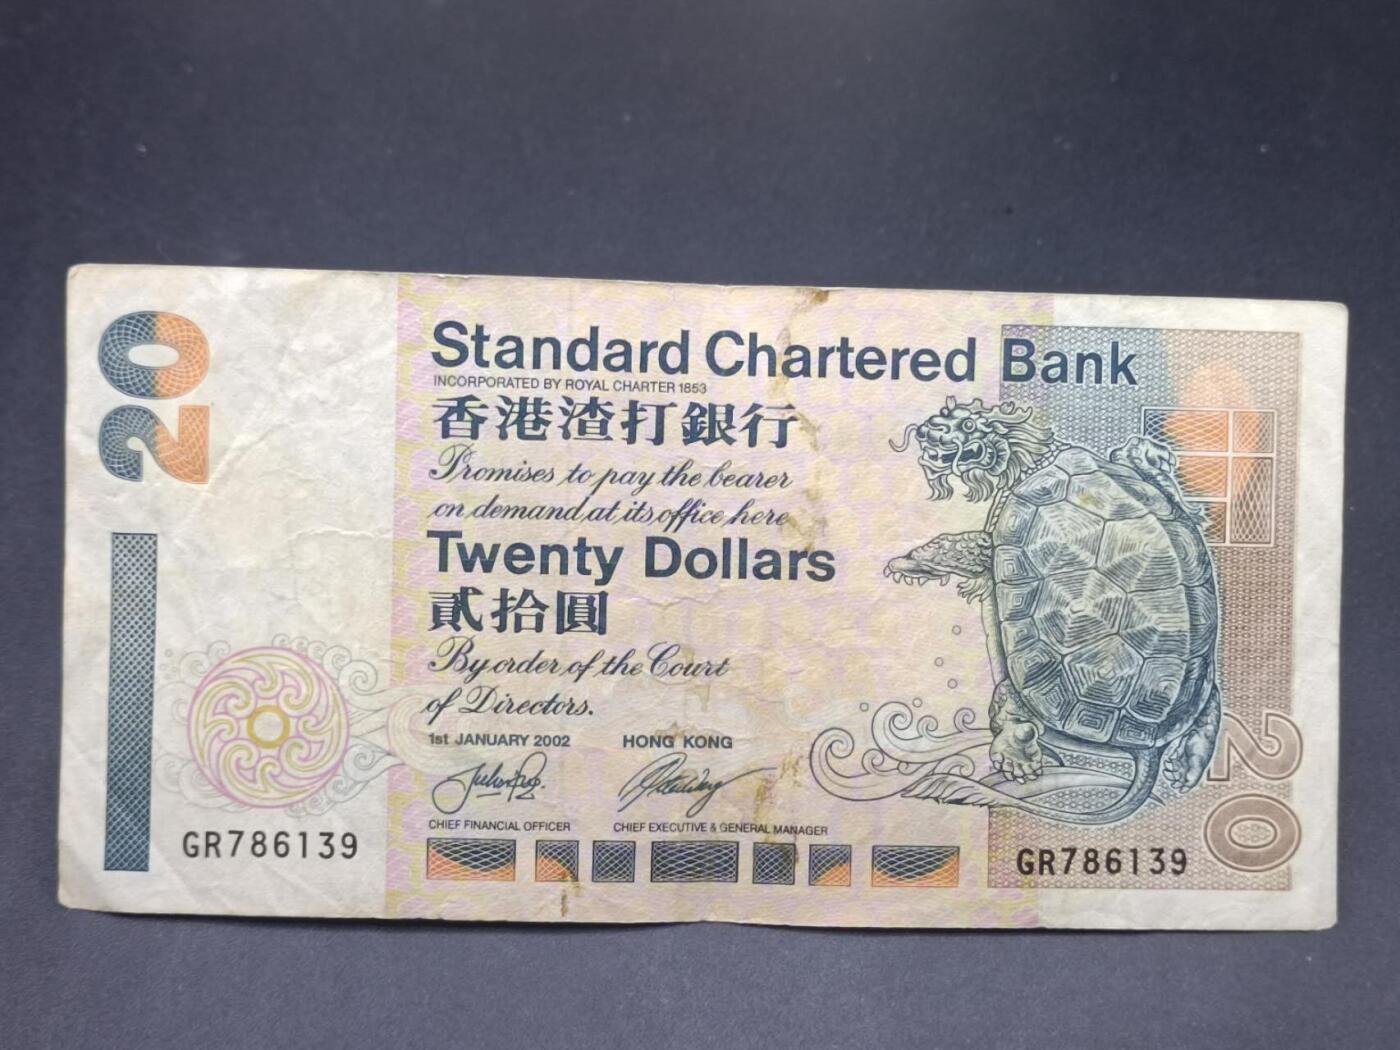 20
Standard Chartered Bank
INCORPORATED BY ROYAL CHARTER 1853
香港渣打銀行
Promises to pay the bearer
on demand at its office here
Twenty Dollars
貳拾圓
By order of the Court
of Directors.
1st JANUARY 2002 HONG KONG
CHIEF FINANCIAL OFFICER CHIEF EXECUTIVE & GENERAL MANAGER
GR786139
GR786139
20